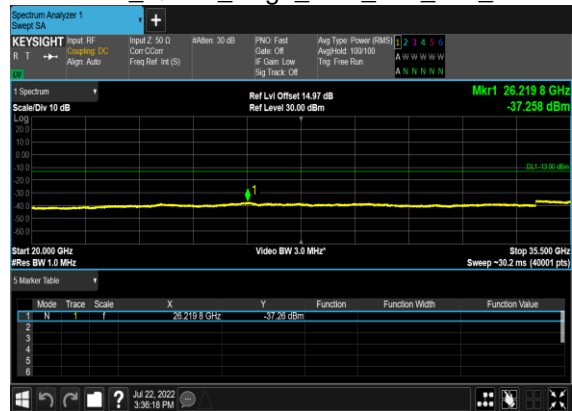 Spectrum Analyzer 1
Swept SA
KEYSIGHT Input: RF Input Z: 50 Ω #Atten: 30 dB PNO: Fast Avg Type: Power (RMS) 1 2 3 4 5 6
R T Coupling: DC Corr CCorr Gate: Off Avg|Hold: 100/100 A W W W W W
Align: Auto Freq Ref: Int (S) IF Gain: Low Trig: Free Run
LW Sig Track: Off A N N N N N
1 Spectrum Ref Lvl Offset 14.97 dB Mkr1 26.219 8 GHz
Scale/Div 10 dB Ref Level 30.00 dBm -37.258 dBm
Log
20.0
10.0
0.00
-10.0 DL1 -13.00 dBm
-20.0
-30.0 1
-40.0
-50.0
-60.0
Start 20.000 GHz Video BW 3.0 MHz* Stop 35.500 GHz
#Res BW 1.0 MHz Sweep ~30.2 ms (40001 pts)
5 Marker Table
Mode Trace Scale X Y Function Function Width Function Value
1 N 1 f 26.219 8 GHz -37.26 dBm
2
3
4
5
6
? Jul 22, 2022
3:36:18 PM